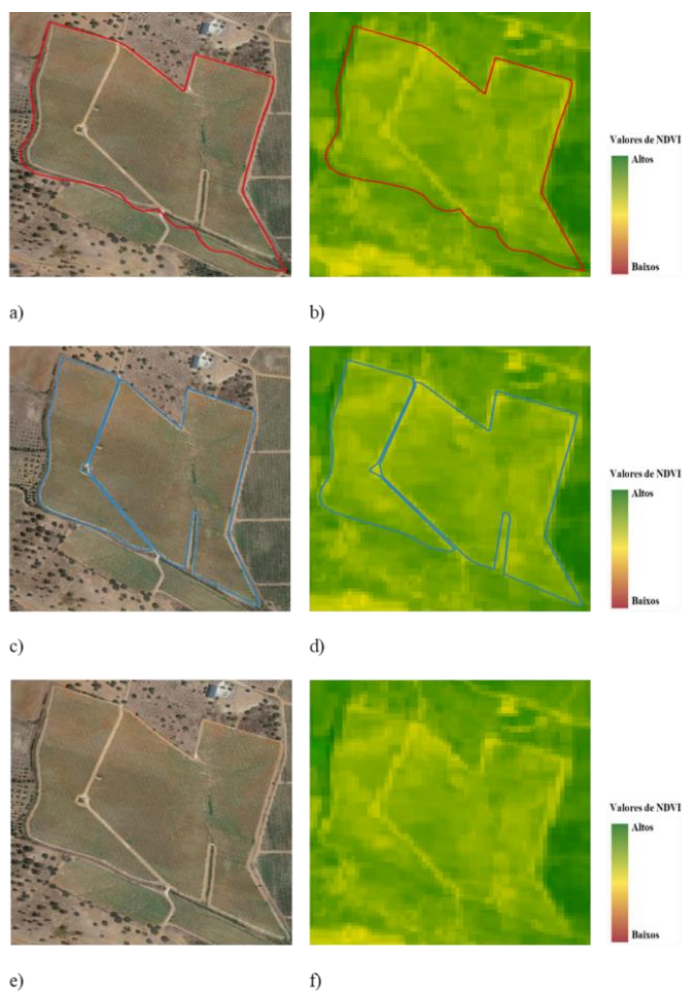 Valores de NDVI
Altos
Baixos
a)
b)
Valores de NDVI
Altos
Baixos
c)
d)
Valores de NDVI
Altos
Baixos
e)
f)